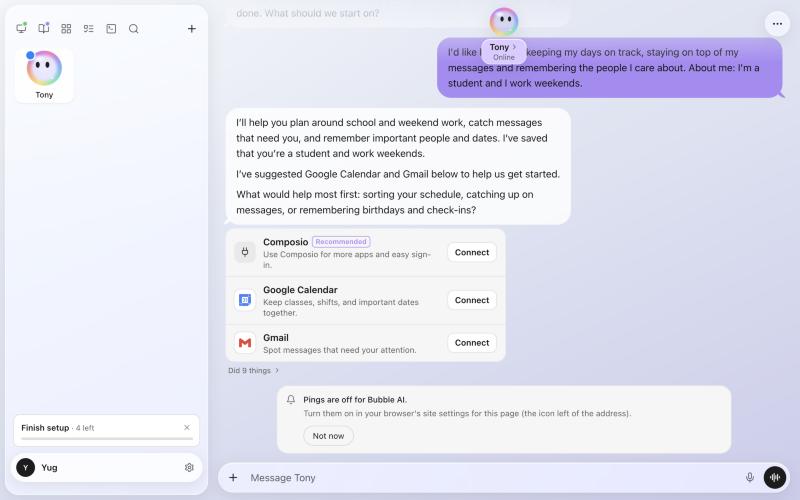 done. What should we start on?
Tony
Online
I'd like keeping my days on track, staying on top of my
messages and remembering the people I care about. About me: I'm a
student and I work weekends.
Tony
I'll help you plan around school and weekend work, catch messages
that need you, and remember important people and dates. I've saved
that you're a student and work weekends.
I've suggested Google Calendar and Gmail below to help us get started.
What would help most first: sorting your schedule, catching up on
messages, or remembering birthdays and check-ins?
Composio Recommended
Use Composio for more apps and easy sign-
in.
Connect
Google Calendar
Keep classes, shifts, and important dates
together.
Connect
Gmail
Spot messages that need your attention.
Connect
Did 9 things
Pings are off for Bubble AI.
Turn them on in your browser's site settings for this page (the icon left of the address).
Not now
Finish setup · 4 left
Y Yug
Message Tony